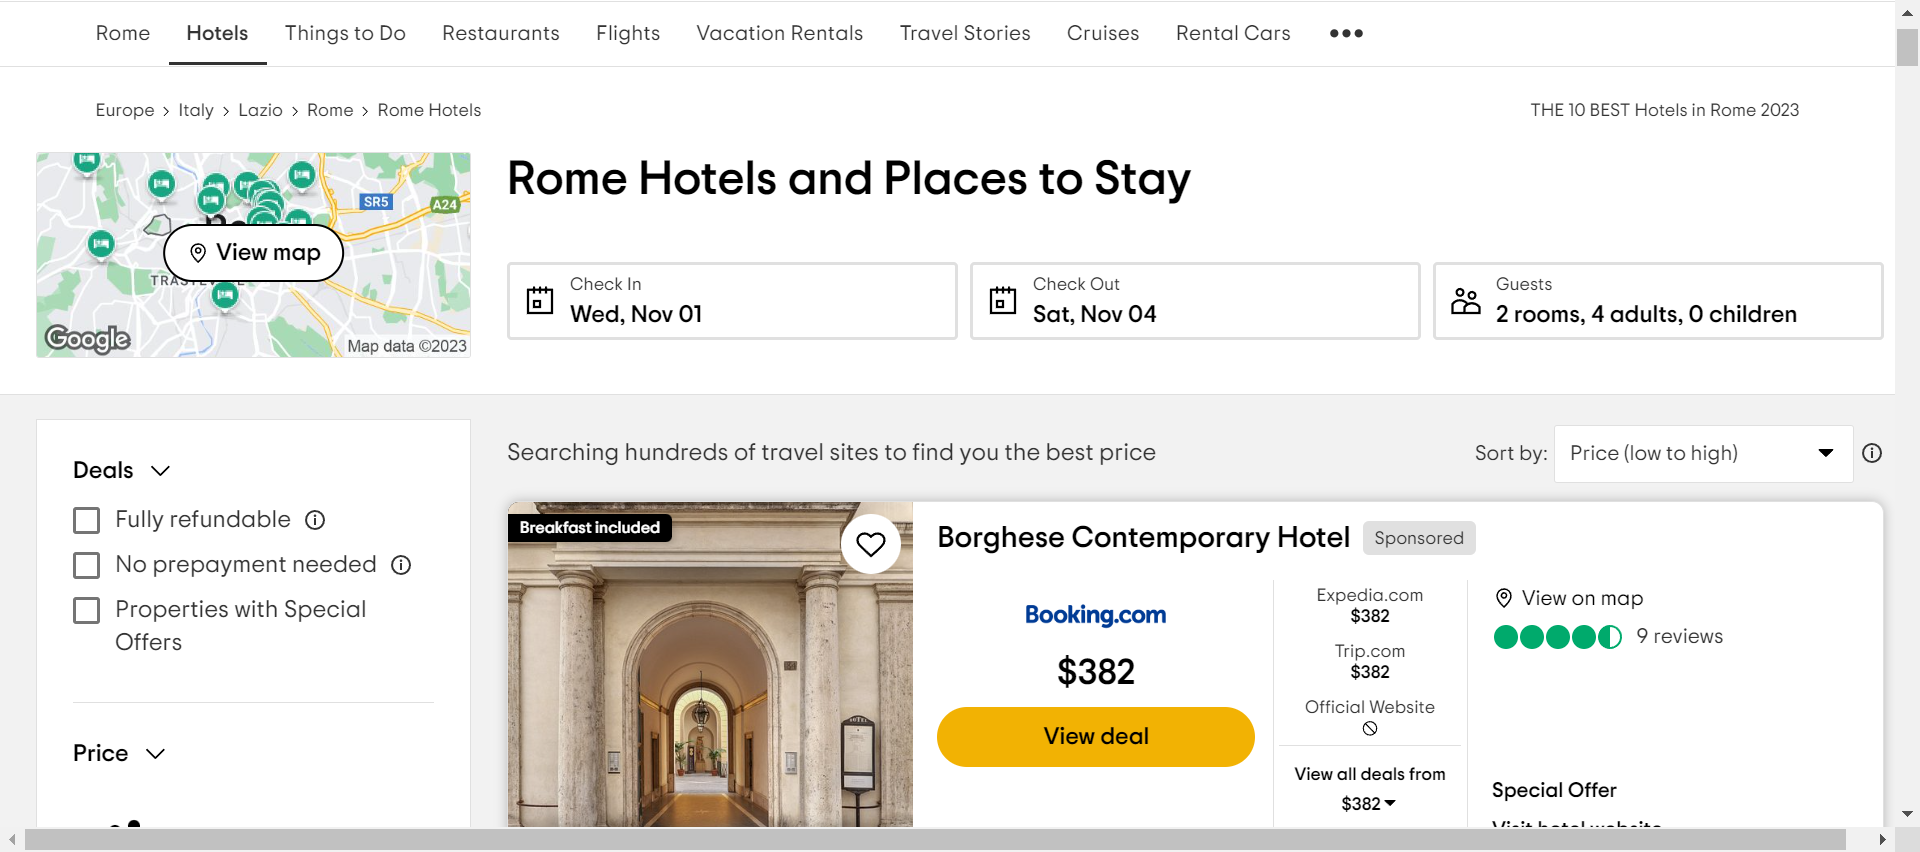 Rome Hotels Things to Do Restaurants Flights Vacation Rentals Travel Stories Cruises Rental Cars •••
Europe > Italy > Lazio > Rome > Rome Hotels
THE 10 BEST Hotels in Rome 2023
SR5
A24
View map
Google
Map data ©2023
Rome Hotels and Places to Stay
Check In
Wed, Nov 01
Check Out
Sat, Nov 04
Guests
2 rooms, 4 adults, 0 children
Deals
Fully refundable
No prepayment needed
Properties with Special
Offers
Price
Searching hundreds of travel sites to find you the best price
Sort by: Price (low to high)
Breakfast included
HOTEL
Borghese Contemporary Hotel Sponsored
Booking.com
$382
View deal
Expedia.com
$382
Trip.com
$382
Official Website
View all deals from
$382
View on map
9 reviews
Special Offer
Visit hotel website